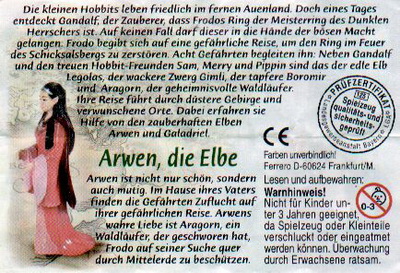 Die kleinen Hobbits leben friedlich im fernen Auenland. Doch eines Tages
entdeckt Gandalf, der Zauberer, dass Frodos Ring der Meisterring des Dunklen
Herrschers ist. Auf keinen Fall darf dieser in die Hände der bösen Macht
gelangen. Frodo begibt sich auf eine gefährliche Reise, um den Ring im Feuer
des Schicksalsbergs zu zerstören. Acht Gefährten begleiten ihn: Neben Gandalf
und den treuen Hobbit-Freunden Sam, Merry und Pippin sind das der edle Elb
Legolas, der wackere Zwerg Gimli, der tapfere Boromir
und Aragorn, der geheimnisvolle Waldläufer.
Ihre Reise führt durch düstere Gebirge und
verwunschene Orte. Dabei erfahren sie
Hilfe von den zauberhaften Elben
Arwen und Galadriel.
PRÜFZERTIFIKAT
Spielzeug
qualitäts- und
sicherheits-
geprüft
Landesgewerbeanstalt Bayern
CE
Arwen, die Elbe
Arwen ist nicht nur schön, sondern
auch mutig. Im Hause ihres Vaters
finden die Gefährten Zuflucht auf
ihrer gefährlichen Reise. Arwens
wahre Liebe ist Aragorn, ein
Waldläufer, der geschworen hat,
Frodo auf seiner Suche quer
durch Mittelerde zu beschützen.
Farben unverbindlich!
Ferrero D-60624 Frankfurt/M.
Lesen und aufbewahren:
Warnhinweis!
Nicht für Kinder un-
ter 3 Jahren geeignet,
da Spielzeug oder Kleinteile
verschluckt oder eingeatmet
werden können. Überwachung
durch Erwachsene ratsam.
0-3